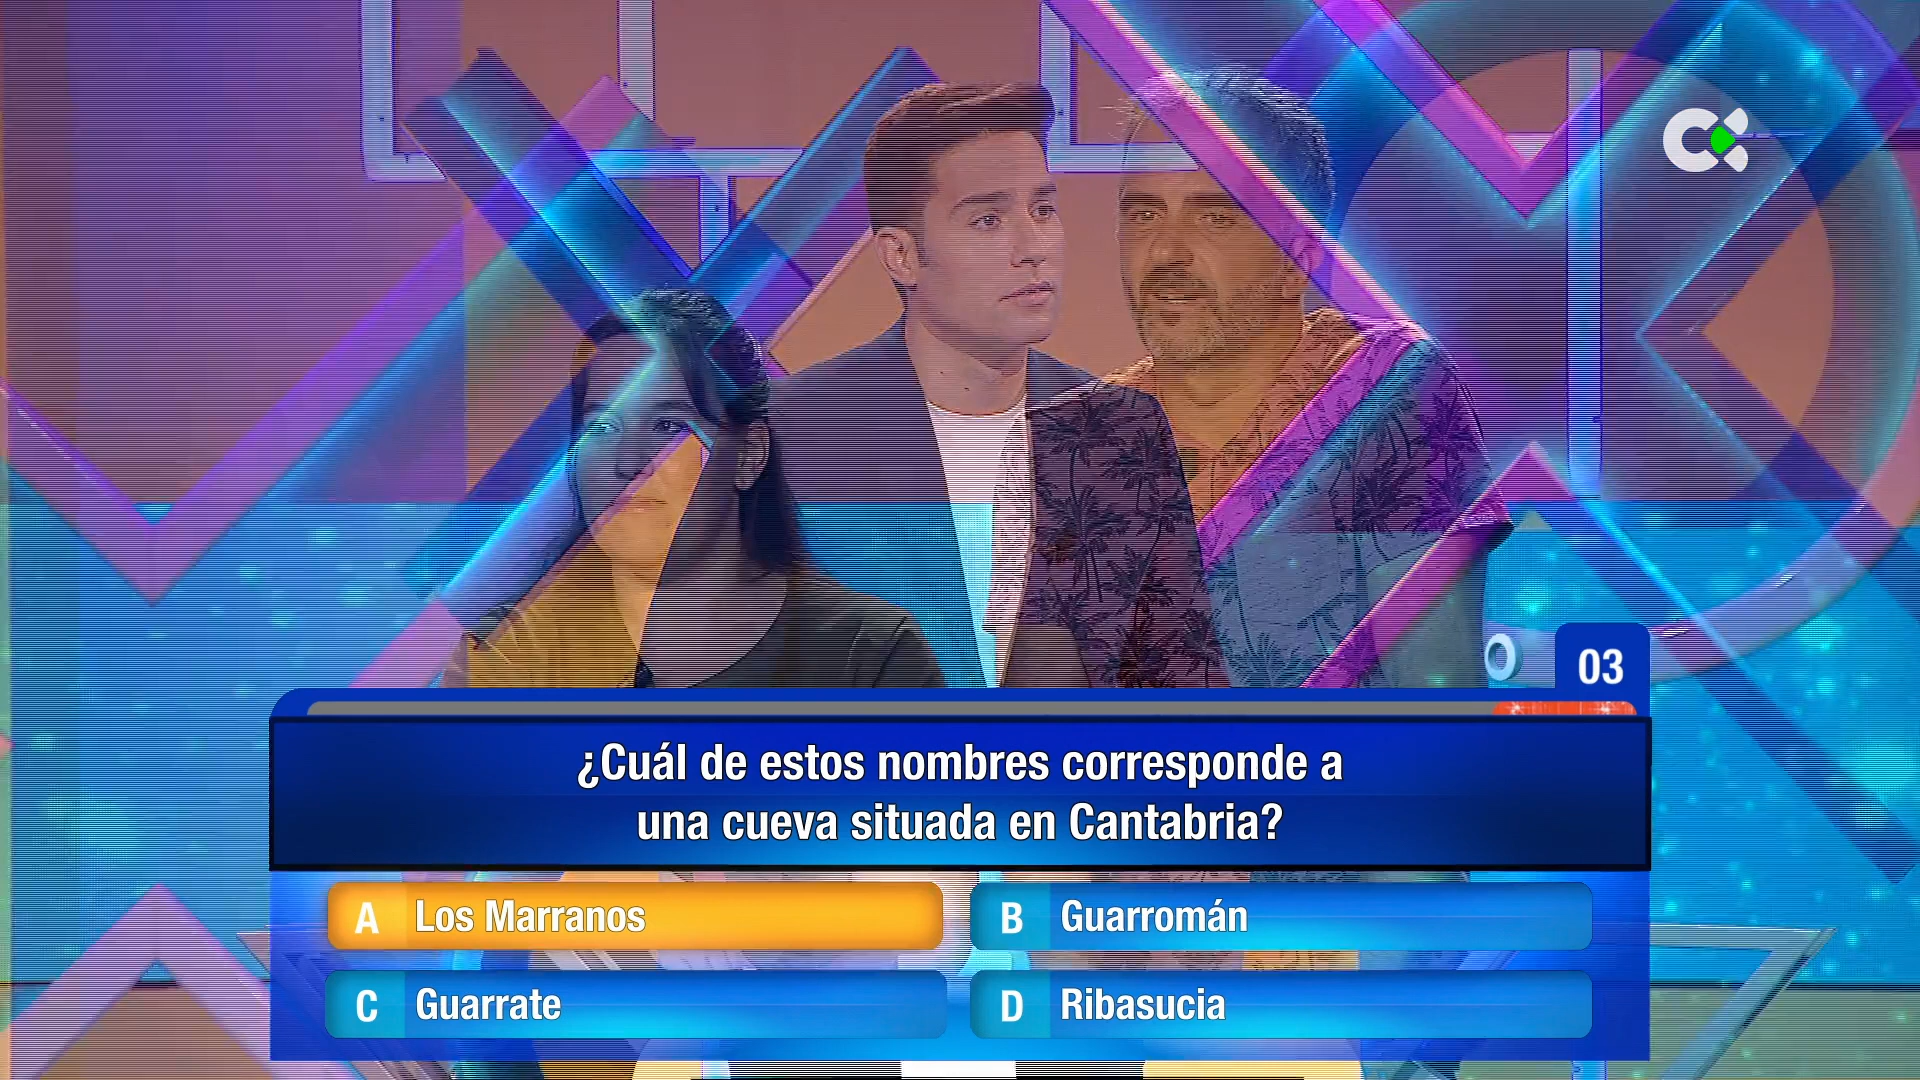 03
¿Cuál de estos nombres corresponde a
una cueva situada en Cantabria?
A Los Marranos
B Guarromán
C Guarrate
D Ribasucia